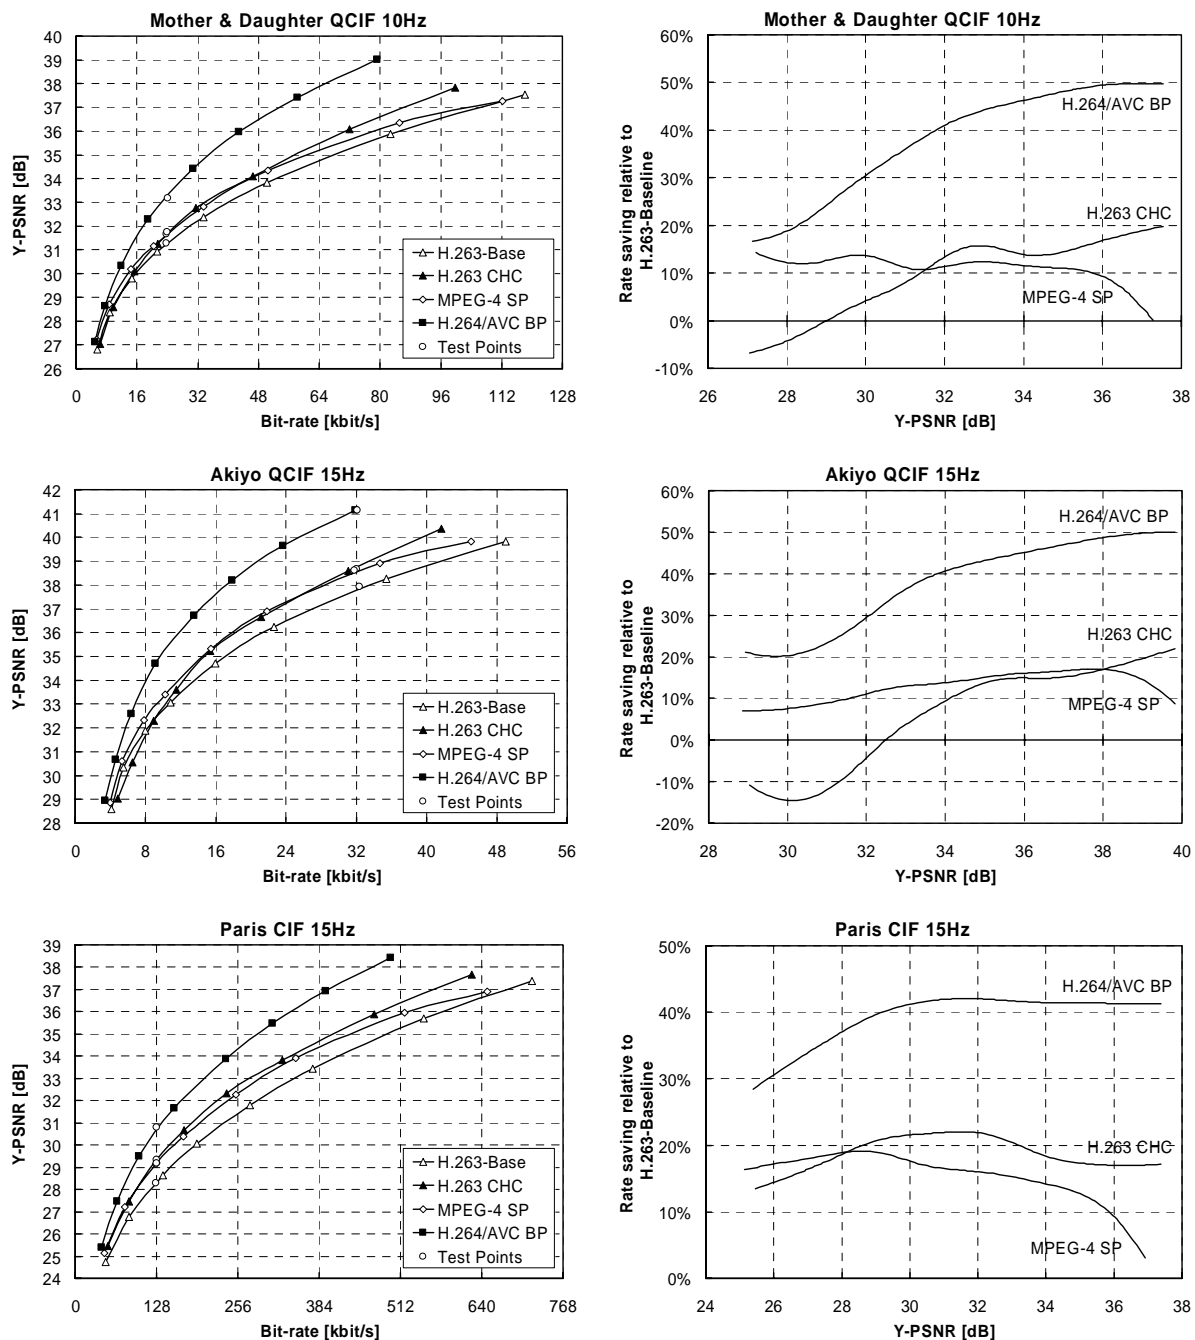 Mother & Daughter QCIF 10Hz
40
39
38
37
36
35
34
33
32
31
30
29
28
27
26
Y-PSNR [dB]
H.263-Base
H.263 CHC
MPEG-4 SP
H.264/AVC BP
Test Points
0 16 32 48 64 80 96 112 128
Bit-rate [kbit/s]
Mother & Daughter QCIF 10Hz
60%
50%
40%
30%
20%
10%
0%
-10%
Rate saving relative to
H.263-Baseline
H.264/AVC BP
H.263 CHC
MPEG-4 SP
26 28 30 32 34 36 38
Y-PSNR [dB]
Akiyo QCIF 15Hz
42
41
40
39
38
37
36
35
34
33
32
31
30
29
28
Y-PSNR [dB]
H.263-Base
H.263 CHC
MPEG-4 SP
H.264/AVC BP
Test Points
0 8 16 24 32 40 48 56
Bit-rate [kbit/s]
Akiyo QCIF 15Hz
60%
50%
40%
30%
20%
10%
0%
-10%
-20%
Rate saving relative to
H.263-Baseline
H.264/AVC BP
H.263 CHC
MPEG-4 SP
28 30 32 34 36 38 40
Y-PSNR [dB]
Paris CIF 15Hz
39
38
37
36
35
34
33
32
31
30
29
28
27
26
25
24
Y-PSNR [dB]
H.263-Base
H.263 CHC
MPEG-4 SP
H.264/AVC BP
Test Points
0 128 256 384 512 640 768
Bit-rate [kbit/s]
Paris CIF 15Hz
50%
40%
30%
20%
10%
0%
Rate saving relative to
H.263-Baseline
H.264/AVC BP
H.263 CHC
MPEG-4 SP
24 26 28 30 32 34 36 38
Y-PSNR [dB]